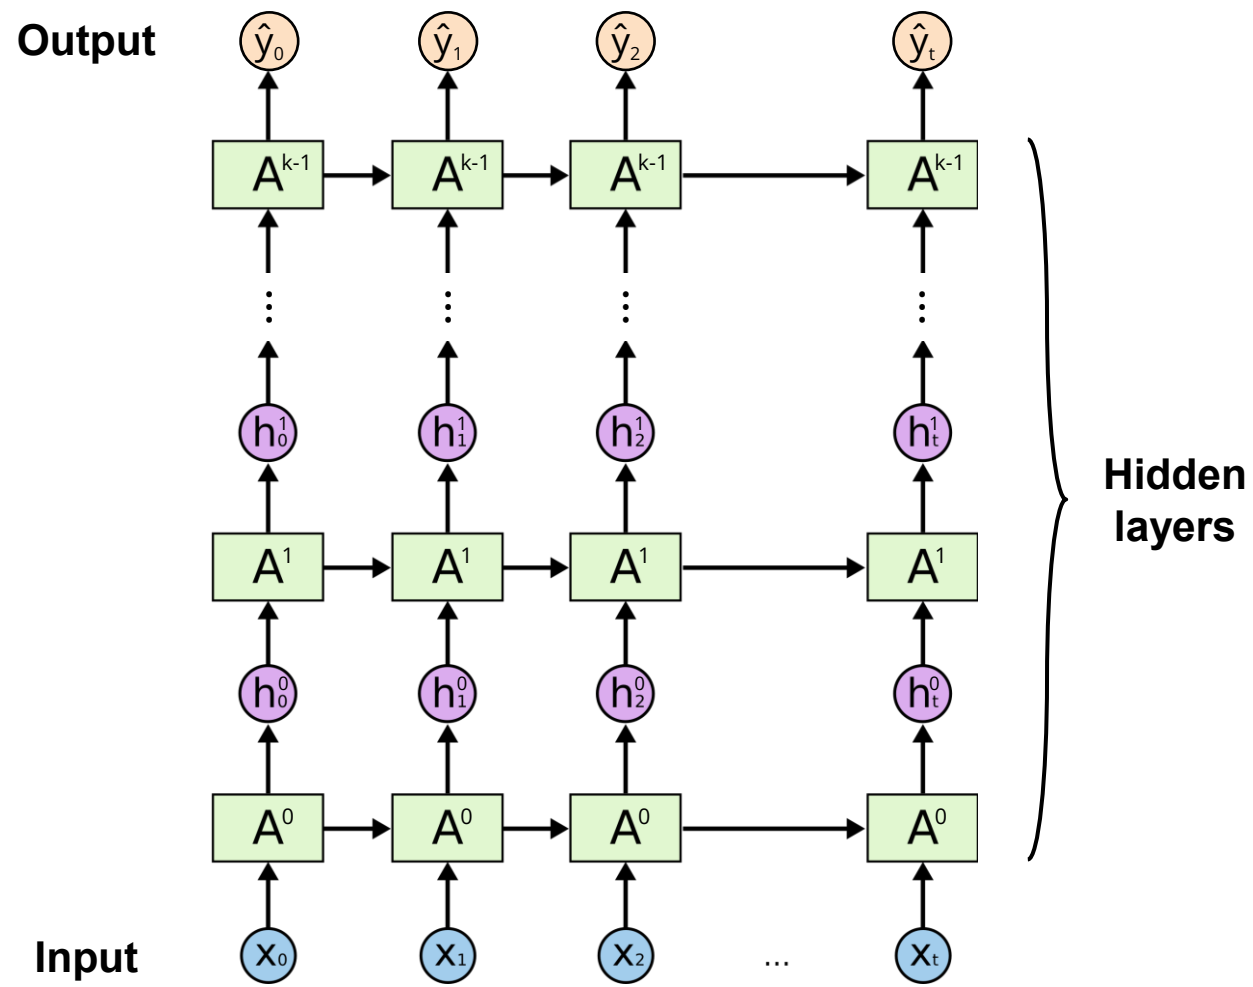 Output ŷ₀ ŷ₁ ŷ₂ ŷₜ
Aᵏ⁻¹ Aᵏ⁻¹ Aᵏ⁻¹ Aᵏ⁻¹
⋮ ⋮ ⋮ ⋮
h¹₀ h¹₁ h¹₂ h¹ₜ
Hidden
layers
A¹ A¹ A¹ A¹
h⁰₀ h⁰₁ h⁰₂ h⁰ₜ
A⁰ A⁰ A⁰ A⁰
Input x₀ x₁ x₂ ... xₜ